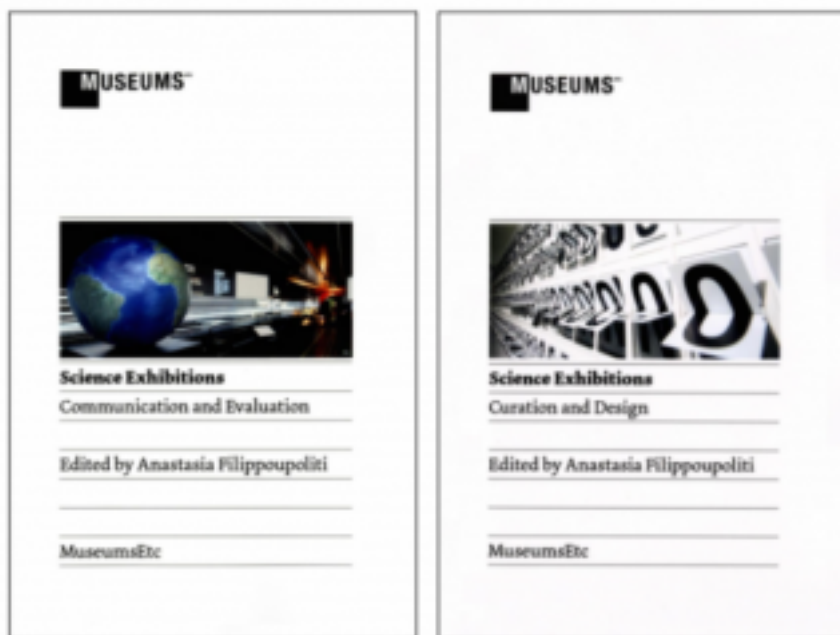 MUSEUMS
Science Exhibitions
Communication and Evaluation
Edited by Anastasia Filippoupoliti
MuseumsEtc
MUSEUMS
Science Exhibitions
Curation and Design
Edited by Anastasia Filippoupoliti
MuseumsEtc